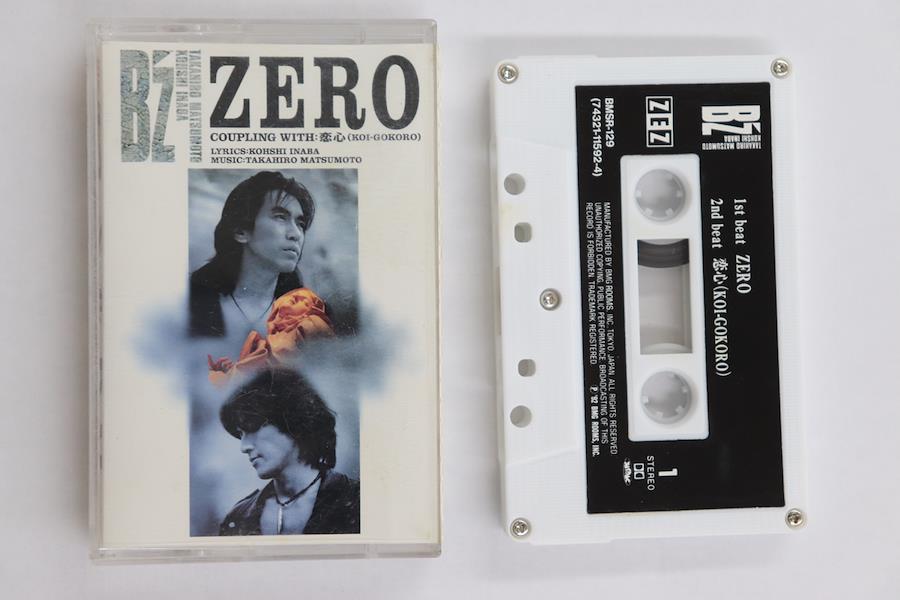 B'z
TAKAHIRO MATSUMOTO
KOHSHI INABA
ZERO
COUPLING WITH:恋心(KOI-GOKORO)
LYRICS:KOHSHI INABA
MUSIC:TAKAHIRO MATSUMOTO
B'z
TAKAHIRO MATSUMOTO
KOHSHI INABA
1st beat ZERO
2nd beat 恋心(KOI-GOKORO)
ZEZ
BMSR-129
(74321-11592-4)
MANUFACTURED BY BMG ROOMS, INC. TOKYO, JAPAN. ALL RIGHTS RESERVED.
UNAUTHORIZED COPYING, PUBLIC PERFORMANCE, BROADCASTING OF THIS
RECORD IS FORBIDDEN. TRADEMARK REGISTERED
Ⓟ '92 BMG ROOMS, INC.
1
STEREO